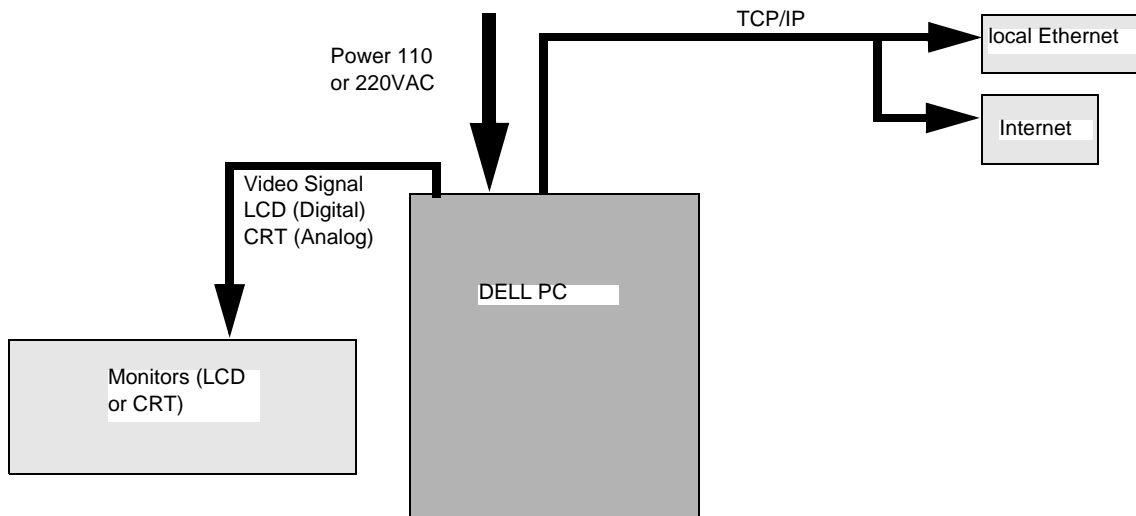 TCP/IP
local Ethernet
Power 110
or 220VAC
Internet
Video Signal
LCD (Digital)
CRT (Analog)
DELL PC
Monitors (LCD
or CRT)